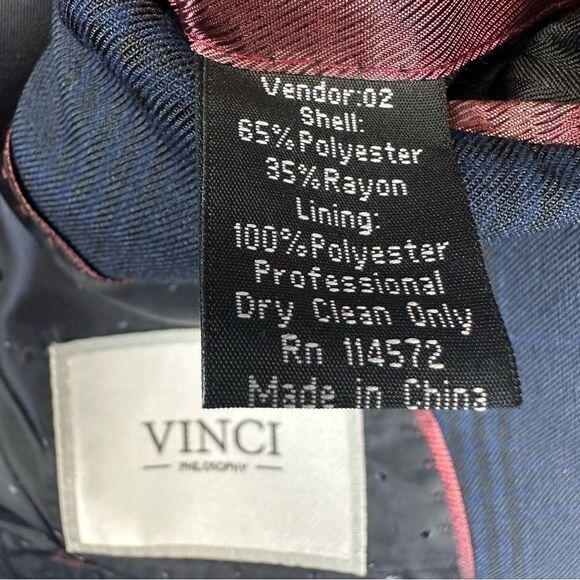 Vendor:02
Shell:
65%Polyester
35%Rayon
Lining:
100%Polyester
Professional
Dry Clean Only
Rn 114572
Made in China
VINCI
PHILOSOPHY